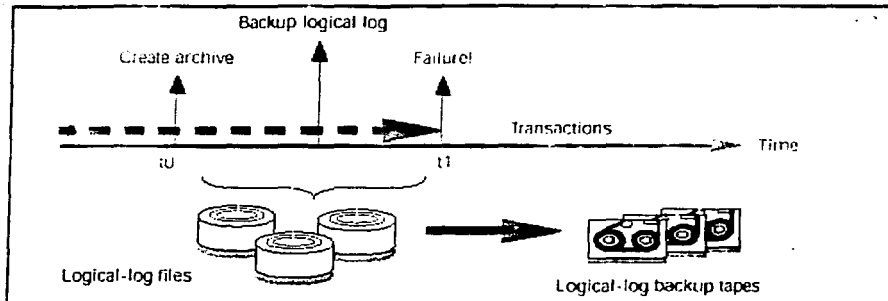 Backup logical log
Create archive
Failure!
Transactions
Time
t0
t1
Logical-log files
Logical-log backup tapes